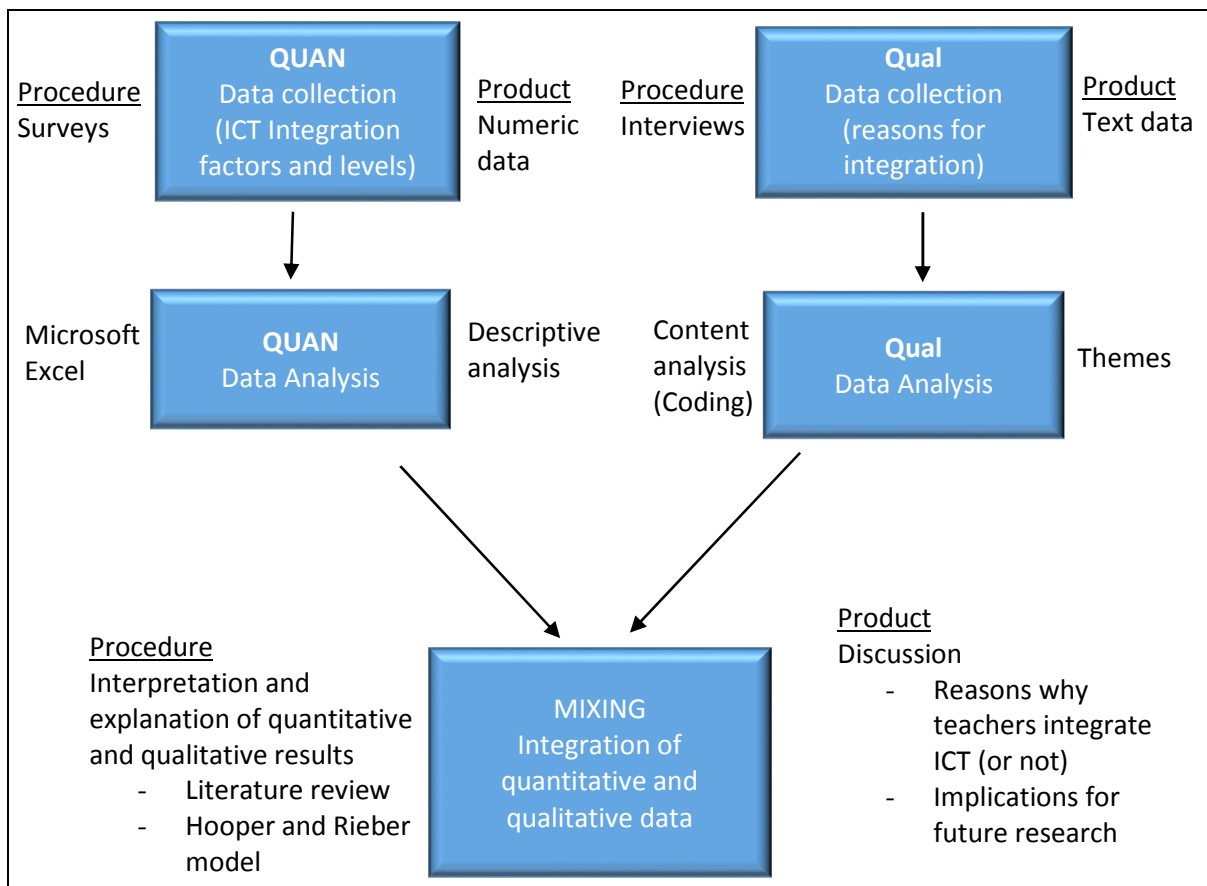 Procedure
Surveys
QUAN
Data collection
(ICT Integration
factors and levels)
Product
Numeric
data
Procedure
Interviews
Qual
Data collection
(reasons for
integration)
Product
Text data
Microsoft
Excel
QUAN
Data Analysis
Descriptive
analysis
Content
analysis
(Coding)
Qual
Data Analysis
Themes
Procedure
Interpretation and
explanation of quantitative
and qualitative results
- Literature review
- Hooper and Rieber
model
MIXING
Integration of
quantitative and
qualitative data
Product
Discussion
- Reasons why
teachers integrate
ICT (or not)
- Implications for
future research